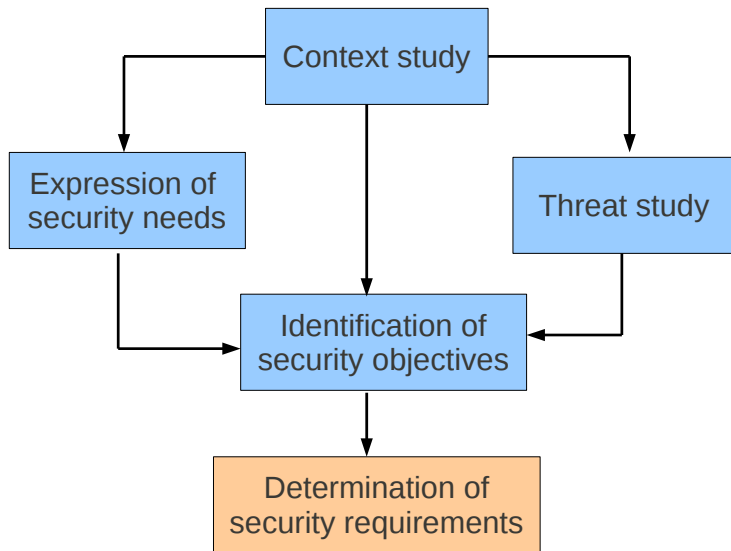 Context study
Expression of
security needs
Threat study
Identification of
security objectives
Determination of
security requirements